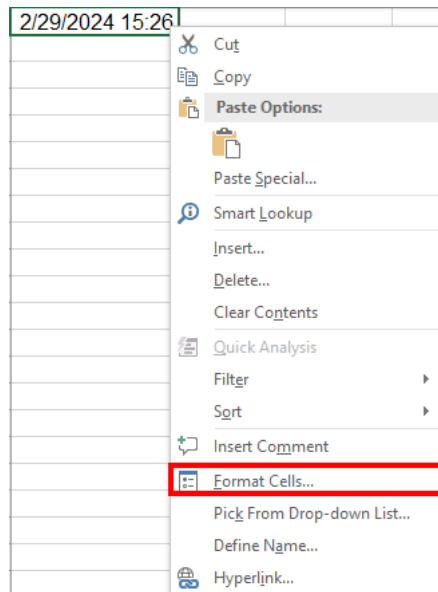 2/29/2024 15:26
Cut
Copy
Paste Options:
Paste Special...
Smart Lookup
Insert...
Delete...
Clear Contents
Quick Analysis
Filter
Sort
Insert Comment
Format Cells...
Pick From Drop-down List...
Define Name...
Hyperlink...